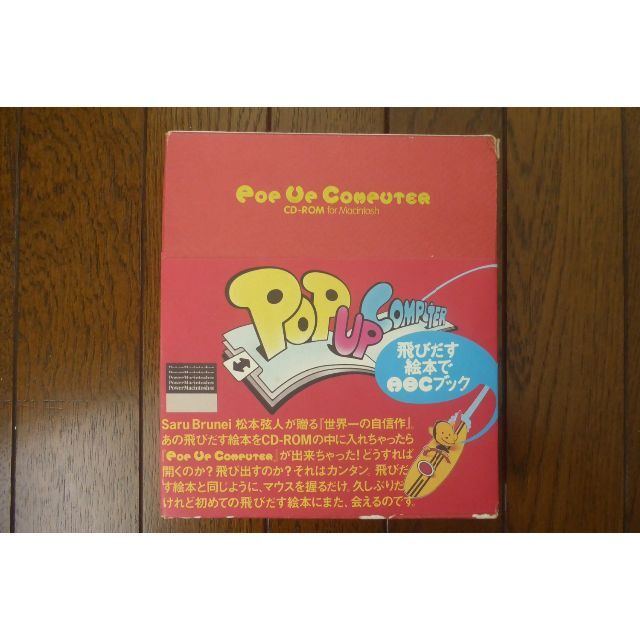 Pop Up Computer
CD-ROM for Macintosh
POP UP COMPUTER
飛びだす
絵本で
ABCブック
PowerMacintosh
PowerMacintosh
PowerMacintosh
PowerMacintosh
PowerMacintosh
Saru Brunei 松本弦人が贈る『世界一の自信作』。
あの飛びだす絵本をCD-ROMの中に入れちゃったら
『Pop Up Computer』が出来ちゃった!どうすれば
開くのか?飛び出すのか?それはカンタン。飛びだ
す絵本と同じように、マウスを握るだけ。久しぶりだ
けれど初めての飛びだす絵本にまた、会えるのです。